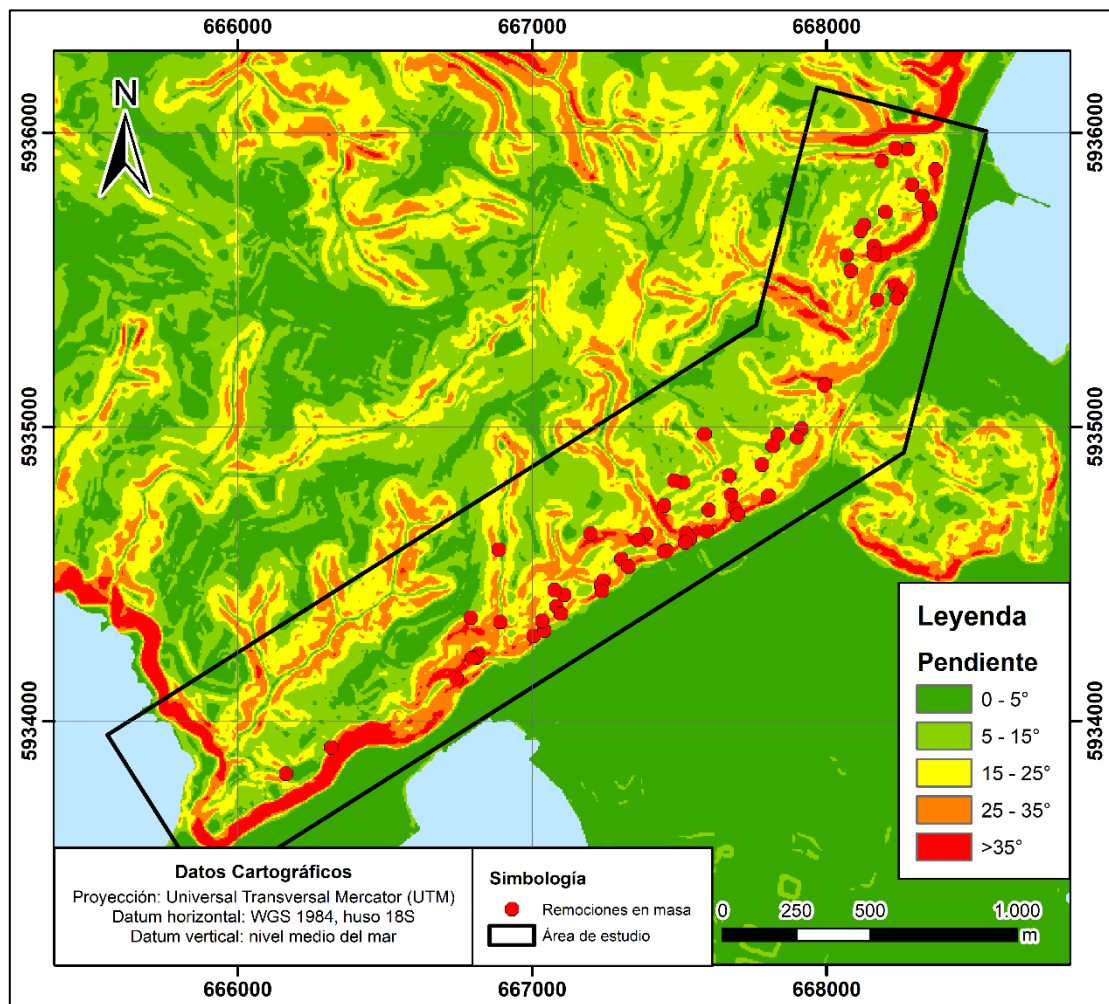 666000 667000 668000
N
5936000 5936000
5935000 5935000
5934000 5934000
Leyenda
Pendiente
0 - 5°
5 - 15°
15 - 25°
25 - 35°
>35°
Datos Cartográficos
Proyección: Universal Transversal Mercator (UTM)
Datum horizontal: WGS 1984, huso 18S
Datum vertical: nivel medio del mar
Simbología
Remociones en masa
Área de estudio
0 250 500 1.000
m
666000 667000 668000